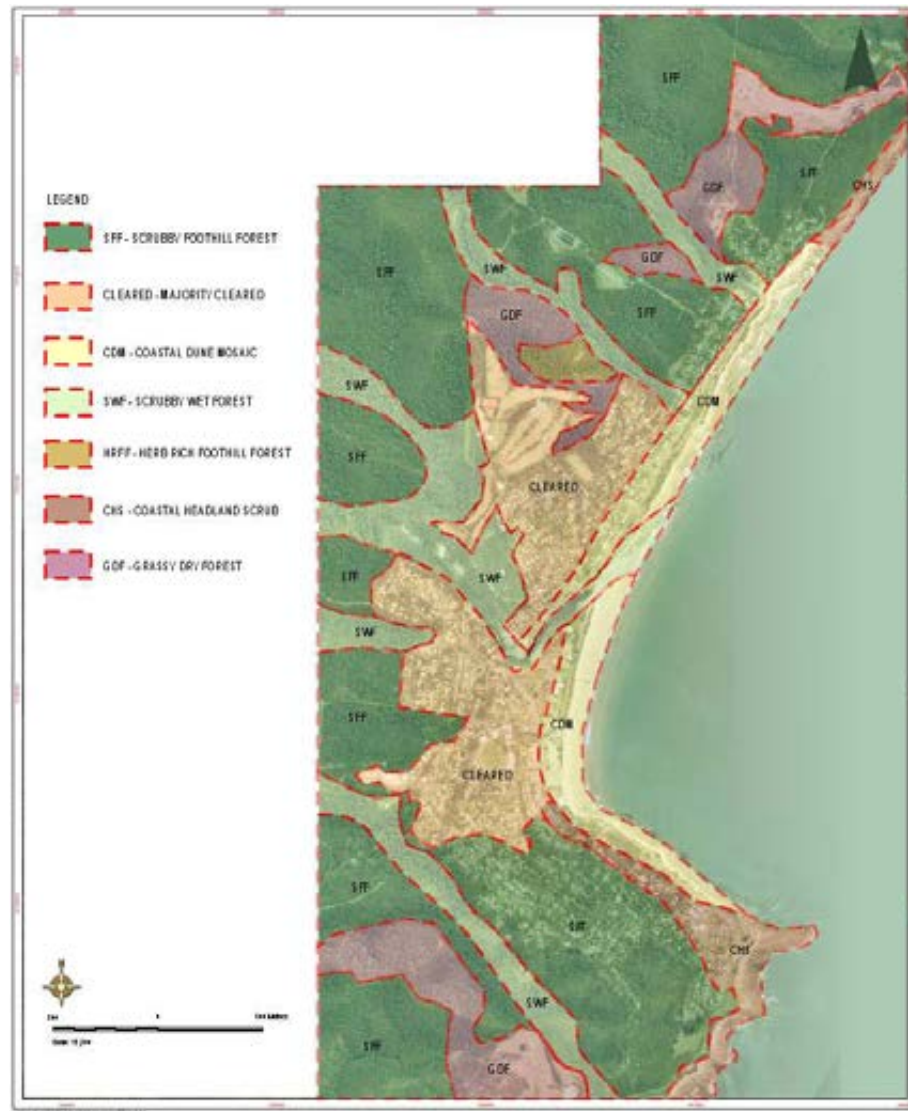 LEGEND
SFF - SCRUBBY FOOTHILL FOREST
CLEARED - MAJORITY CLEARED
CDM - COASTAL DUNE MOSAIC
SWF - SCRUBBY WET FOREST
HRFF - HERB RICH FOOTHILL FOREST
CHS - COASTAL HEADLAND SCRUB
GDF - GRASSY DRY FOREST
SFF
SFF
CHS
GDF
SFF
SWF
GDF
SWF
GDF
SFF
SWF
CDM
SFF
CLEARED
SFF
SWF
SWF
SFF
CDM
CLEARED
SFF
SFF
CHS
SWF
SFF
GDF
N